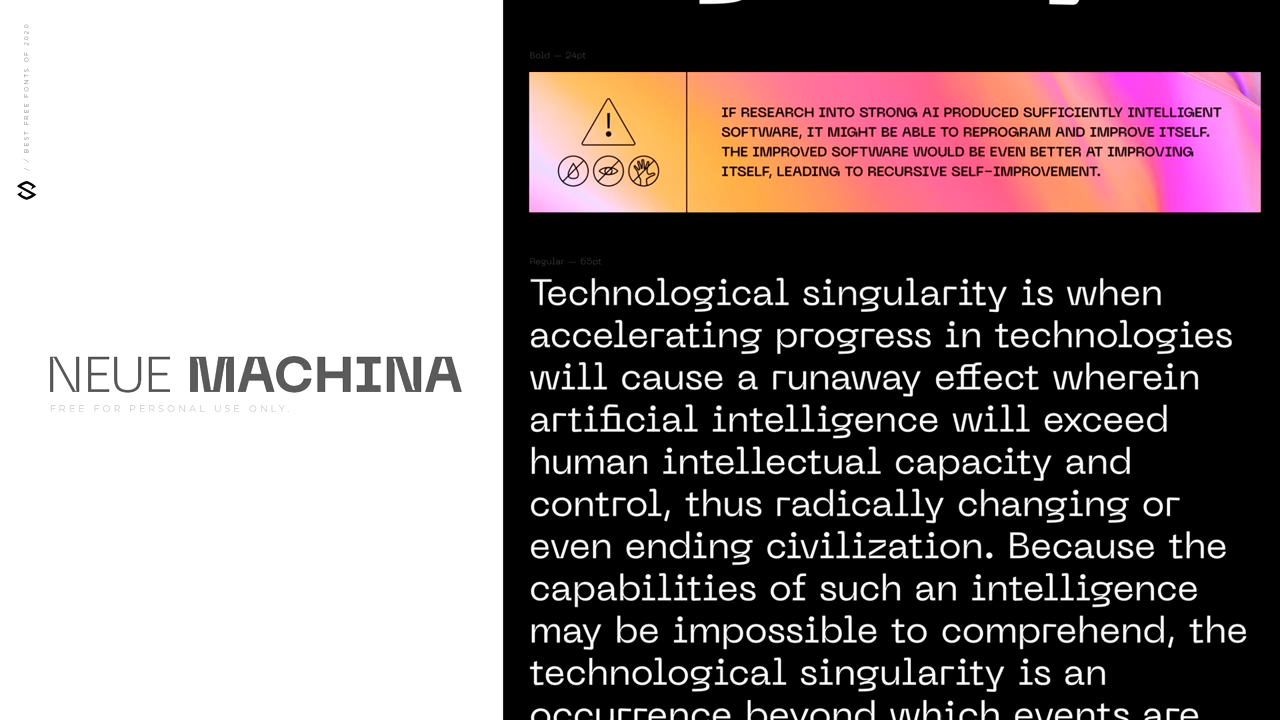 // BEST FREE FONTS OF 2020
NEUE MACHINA
FREE FOR PERSONAL USE ONLY.
Bold — 24pt
IF RESEARCH INTO STRONG AI PRODUCED SUFFICIENTLY INTELLIGENT
SOFTWARE, IT MIGHT BE ABLE TO REPROGRAM AND IMPROVE ITSELF.
THE IMPROVED SOFTWARE WOULD BE EVEN BETTER AT IMPROVING
ITSELF, LEADING TO RECURSIVE SELF-IMPROVEMENT.
Regular — 65pt
Technological singularity is when
accelerating progress in technologies
will cause a runaway effect wherein
artificial intelligence will exceed
human intellectual capacity and
control, thus radically changing or
even ending civilization. Because the
capabilities of such an intelligence
may be impossible to comprehend, the
technological singularity is an
occurrence beyond which events are